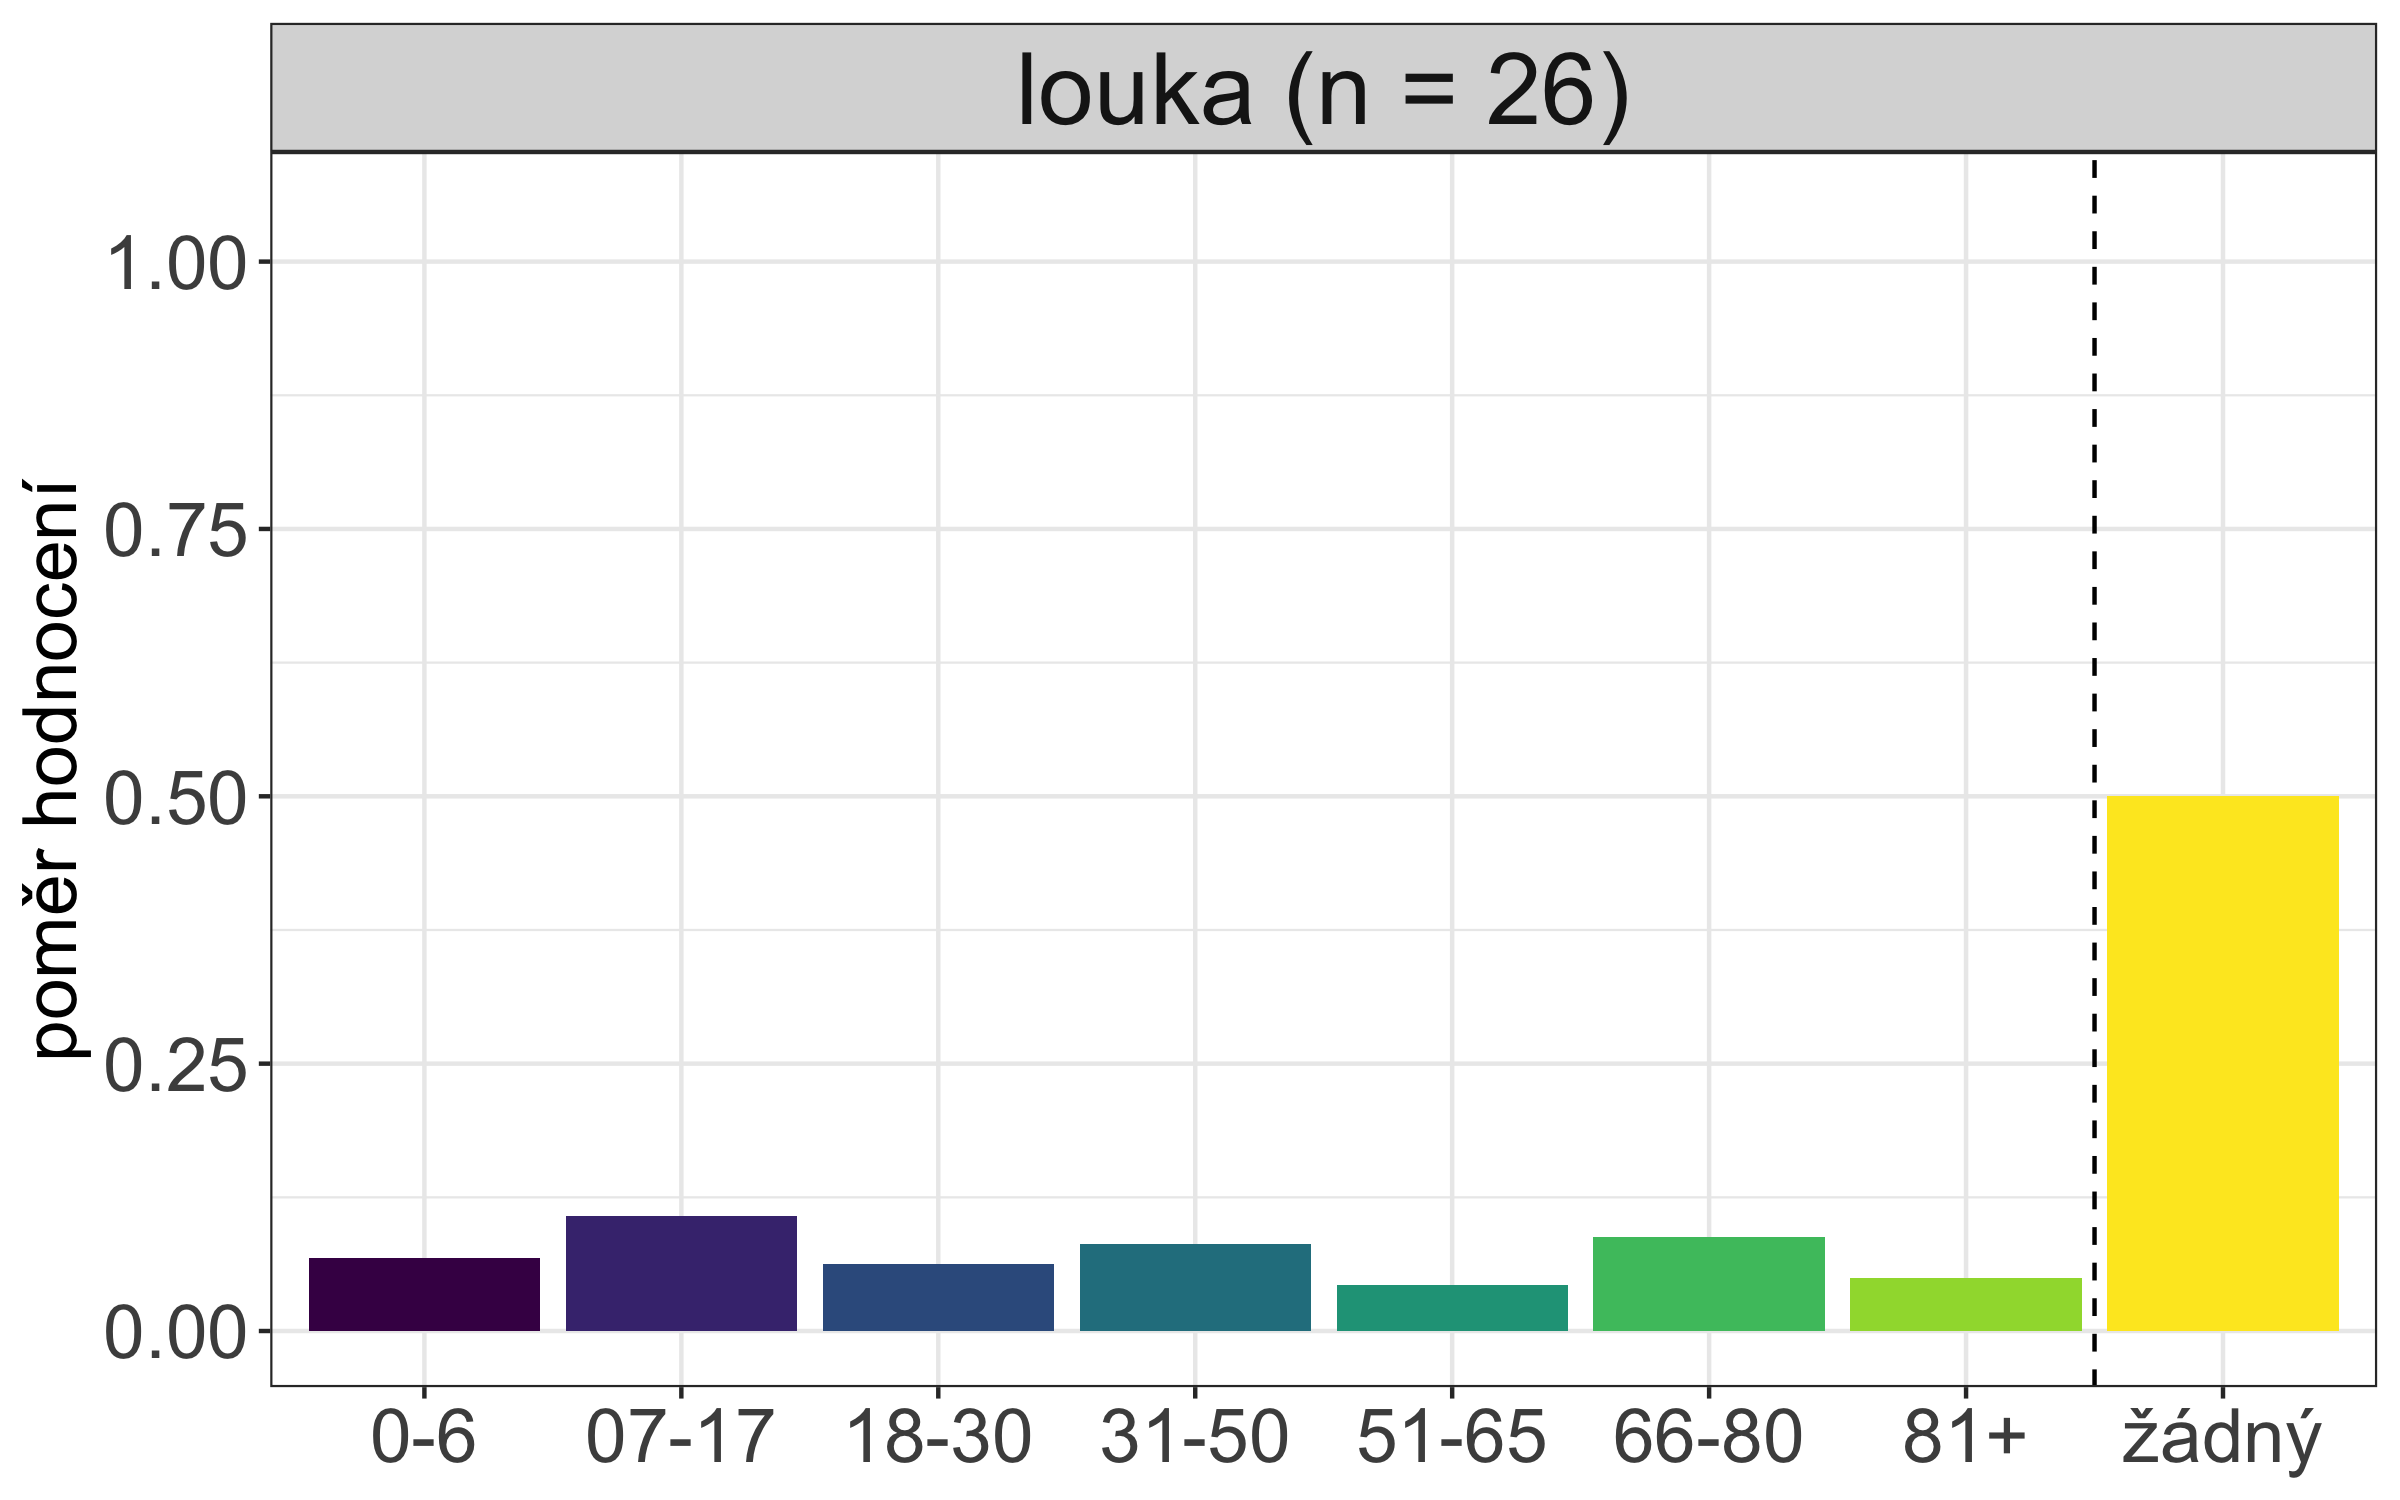 louka (n = 26)
poměr hodnocení
1.00
0.75
0.50
0.25
0.00
0-6 07-17 18-30 31-50 51-65 66-80 81+ žádný